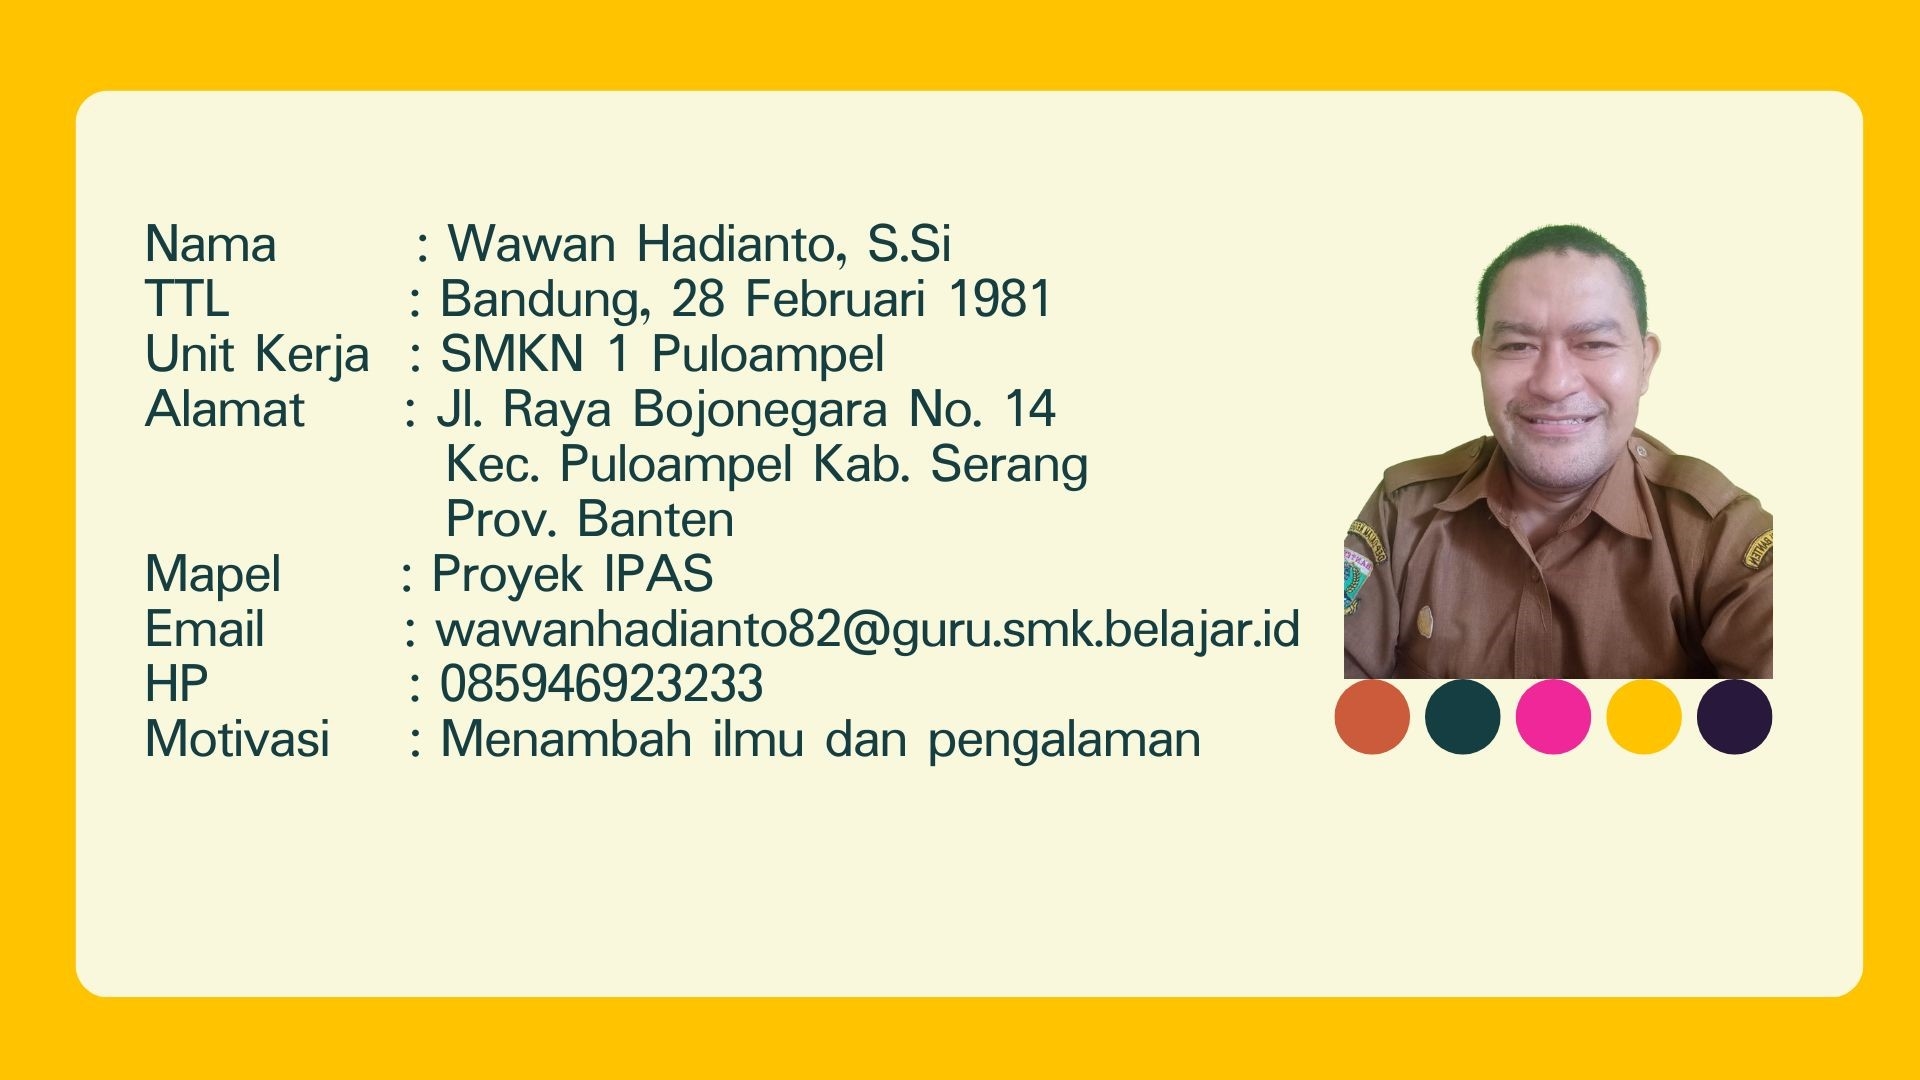 Nama : Wawan Hadianto, S.Si
TTL : Bandung, 28 Februari 1981
Unit Kerja : SMKN 1 Puloampel
Alamat : Jl. Raya Bojonegara No. 14
Kec. Puloampel Kab. Serang
Prov. Banten
Mapel : Proyek IPAS
Email : wawanhadianto82@guru.smk.belajar.id
HP : 085946923233
Motivasi : Menambah ilmu dan pengalaman